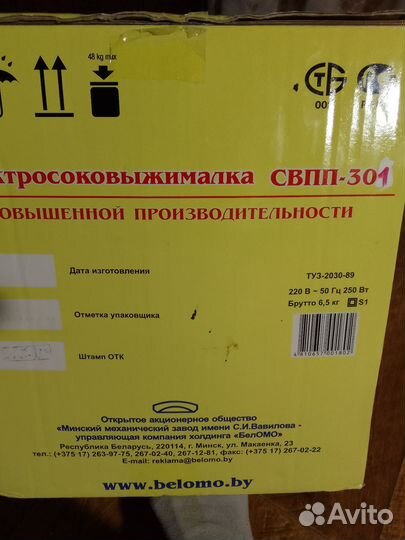 48 kg max
ктросоковыжималка СВПП-301
овышенной производительности
Дата изготовления
ТУ3-2030-89
220 В ~ 50 Гц 250 Вт
Брутто 6,5 кг S1
Отметка упаковщика
4810657001802
Штамп ОТК
Открытое акционерное общество
«Минский механический завод имени С.И.Вавилова -
управляющая компания холдинга «БелОМО»
Республика Беларусь, 220114, г. Минск, ул. Макаенка, 23
тел.: (+375 17) 263-97-75, 267-02-40, 267-12-81, факс: (+375 17) 267-02-22
E-mail: reklama@belomo.by
www.belomo.by
Avito